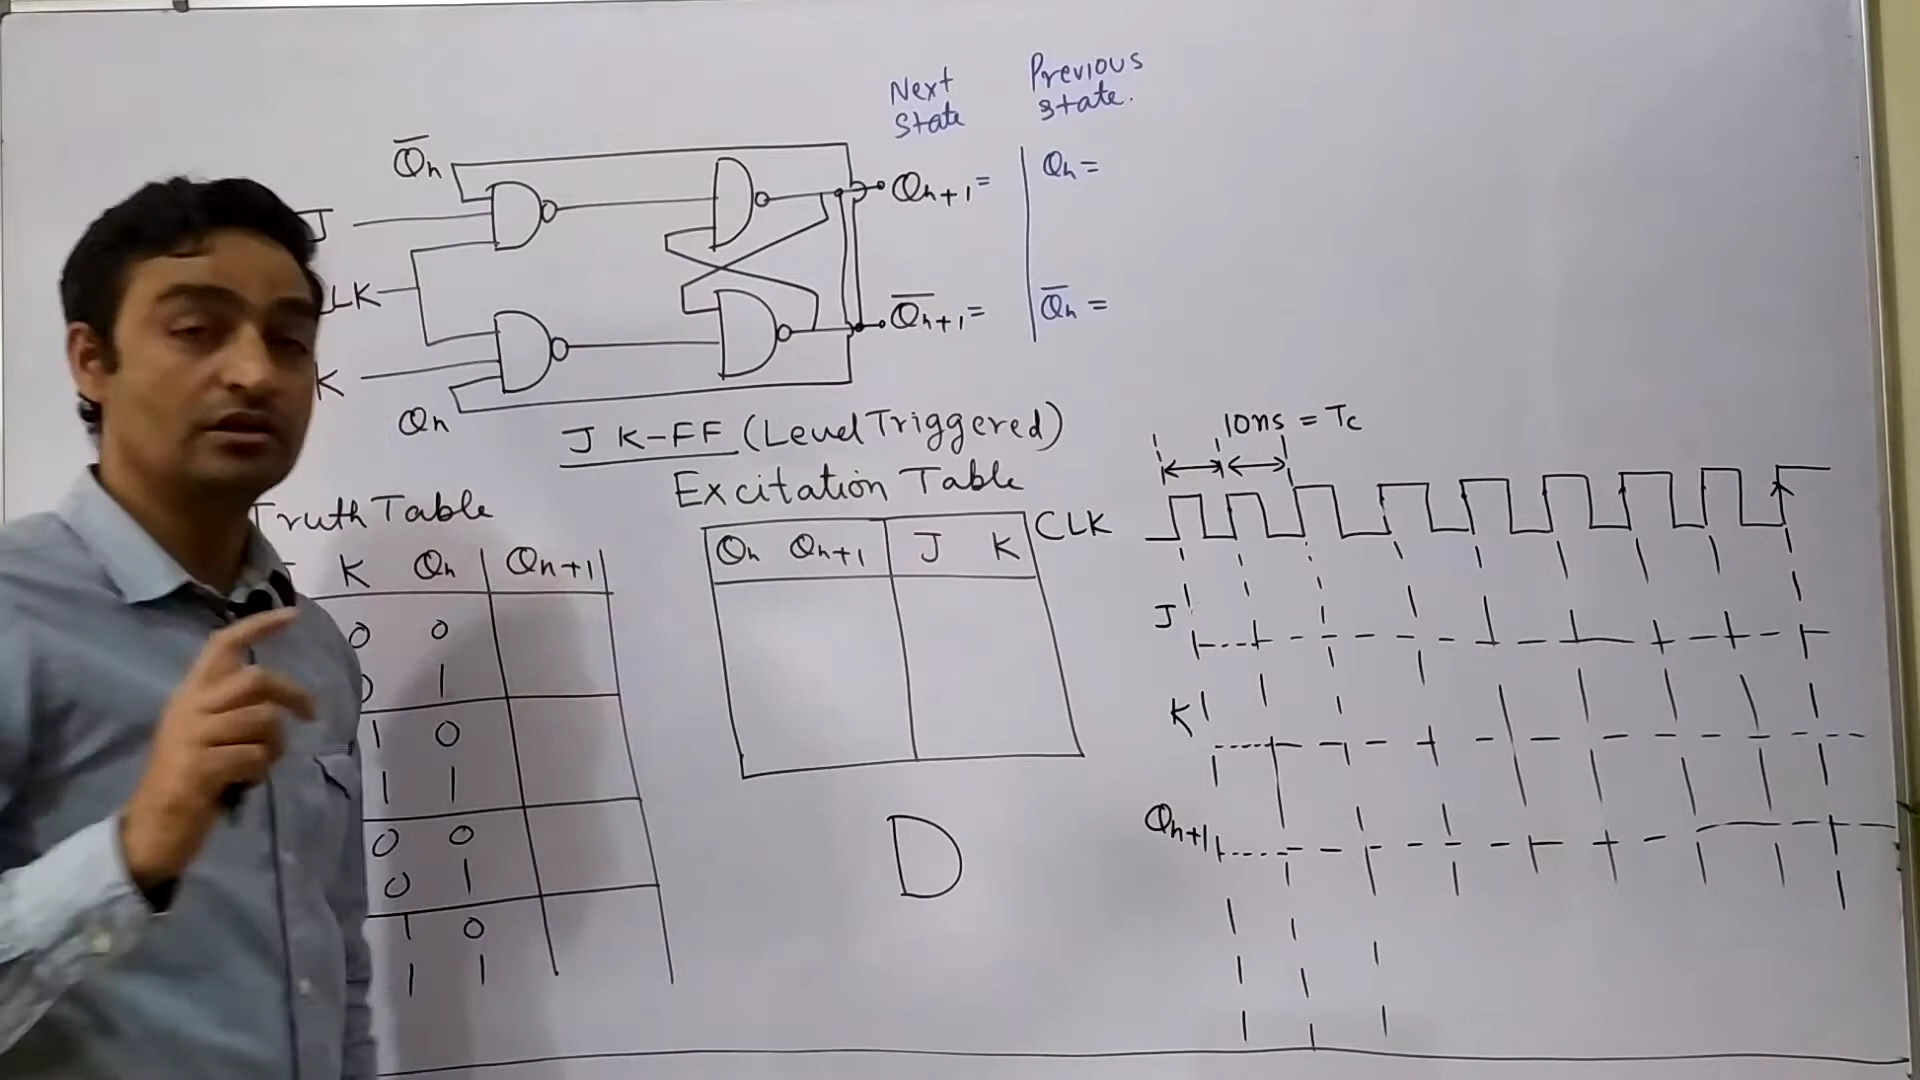 Next State
Previous state.
Q̅n
J
Qn+1 =
Qn =
LK
Q̅n+1 =
Q̅n =
K
Qn
JK-FF (Level Triggered)
10ns = Tc
Truth Table
Excitation Table
K Qn Qn+1
Qn Qn+1 J K
CLK
0 0
1
1 0
1 1
0 0
0 1
1 0
1 1
J
K
Qn+1
D